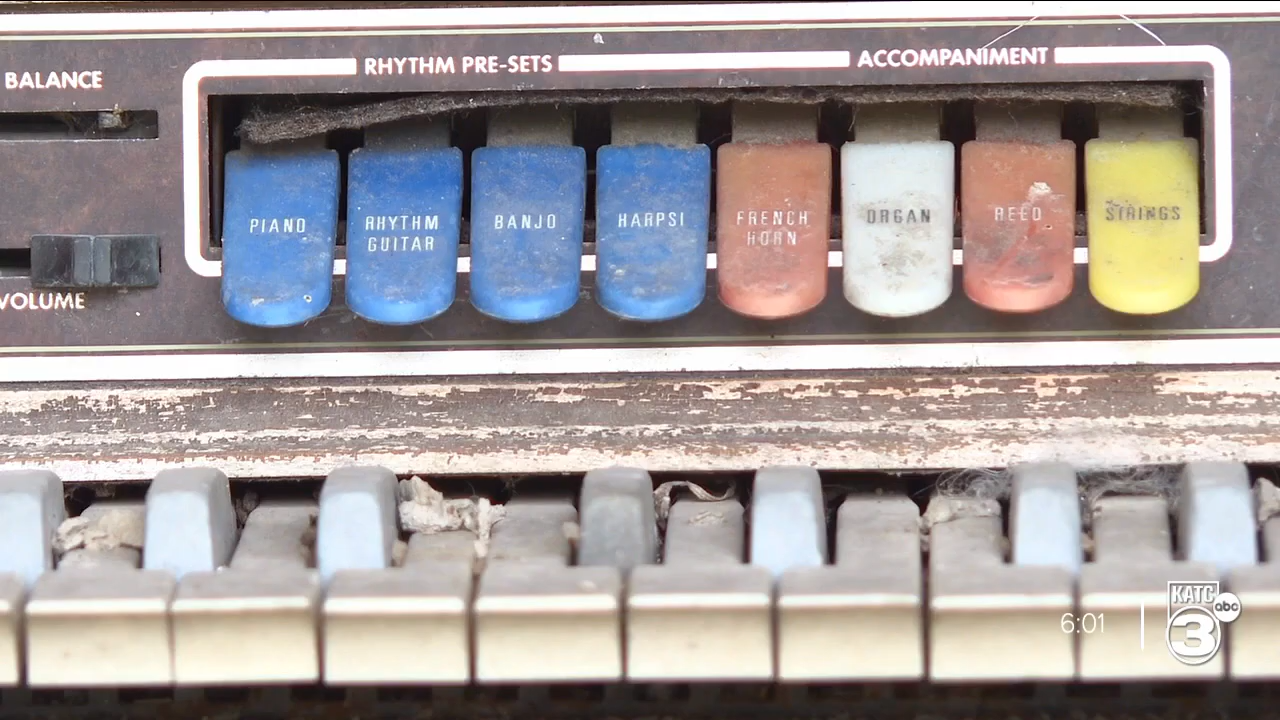 BALANCE
RHYTHM PRE-SETS
ACCOMPANIMENT
PIANO
RHYTHM
GUITAR
BANJO
HARPSI
FRENCH
HORN
ORGAN
REED
STRINGS
VOLUME
6:01
KATC
abc
3